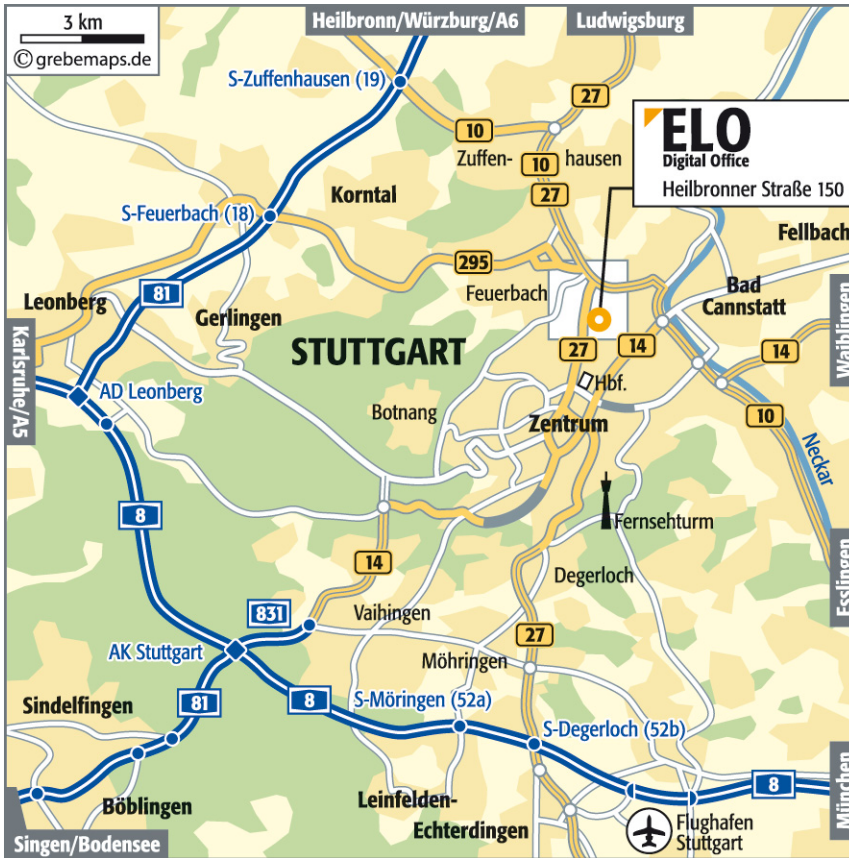 3 km
© grebemaps.de
Heilbronn/Würzburg/A6
Ludwigsburg
S-Zuffenhausen (19)
27
10
Zuffen- hausen
10
27
ELO
Digital Office
Heilbronner Straße 150
Korntal
S-Feuerbach (18)
295
Fellbach
81
Feuerbach
Bad
Cannstatt
Leonberg
Gerlingen
Waiblingen
Karlsruhe/A5
STUTTGART
27
14
14
AD Leonberg
Hbf.
Botnang
Zentrum
10
Neckar
8
Fernsehturm
14
Degerloch
Esslingen
831
Vaihingen
27
AK Stuttgart
Möhringen
81
8
S-Möringen (52a)
Sindelfingen
S-Degerloch (52b)
8
München
Böblingen
Leinfelden-
Echterdingen
Flughafen
Stuttgart
Singen/Bodensee